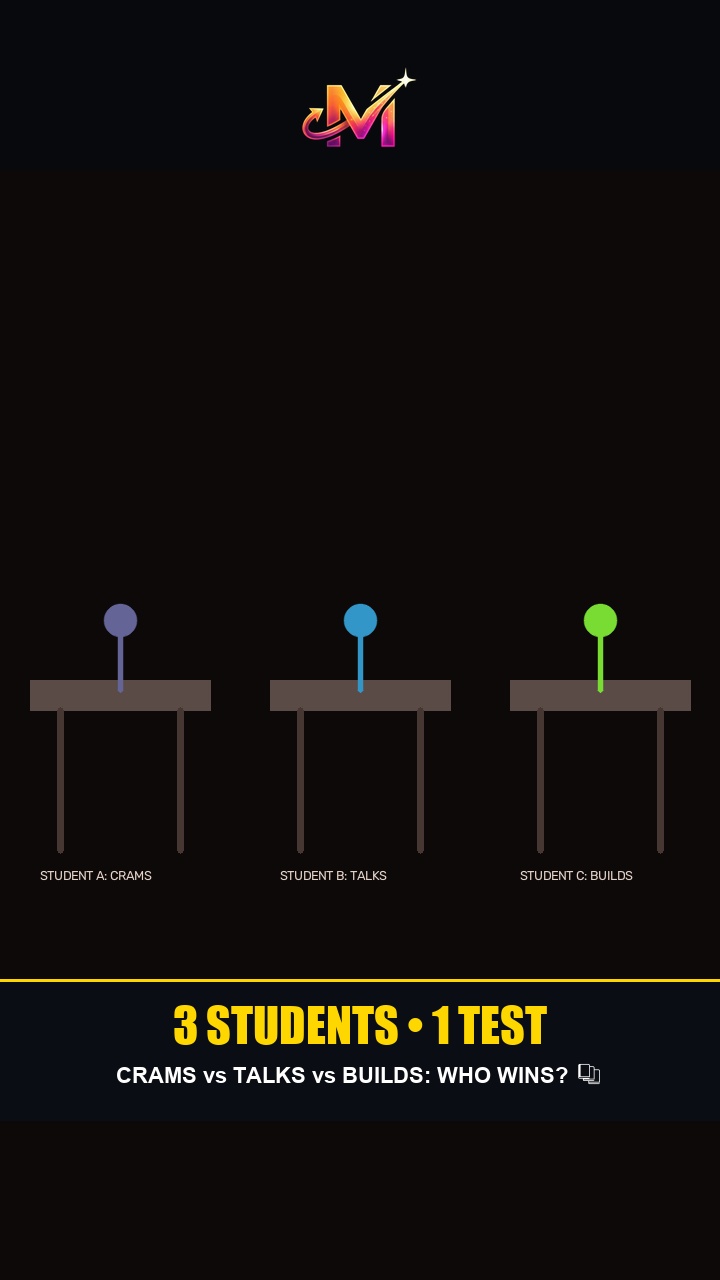 M
STUDENT A: CRAMS
STUDENT B: TALKS
STUDENT C: BUILDS
3 STUDENTS • 1 TEST
CRAMS vs TALKS vs BUILDS: WHO WINS?